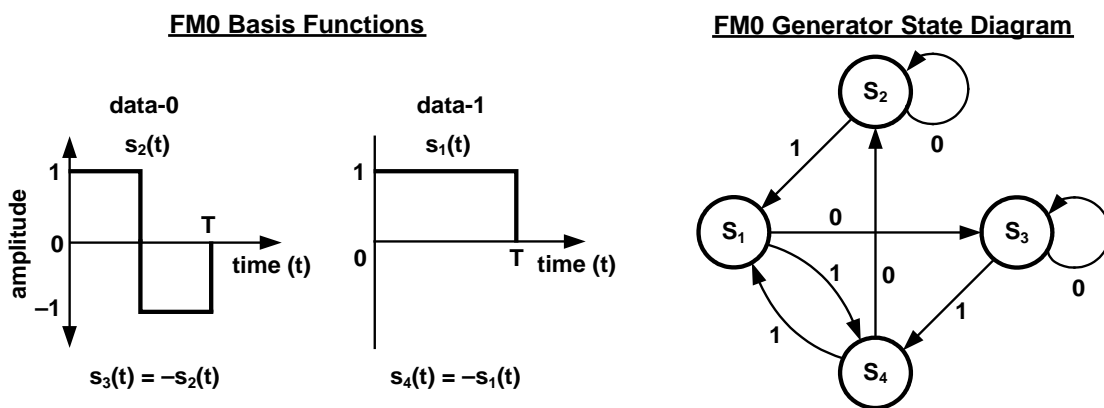 FM0 Basis Functions
data-0
data-1
s2(t)
s1(t)
amplitude
1
0
–1
T
time (t)
1
0
T
time (t)
s3(t) = –s2(t)
s4(t) = –s1(t)
FM0 Generator State Diagram
S2
0
1
S1
0
S3
0
1
1
0
1
S4